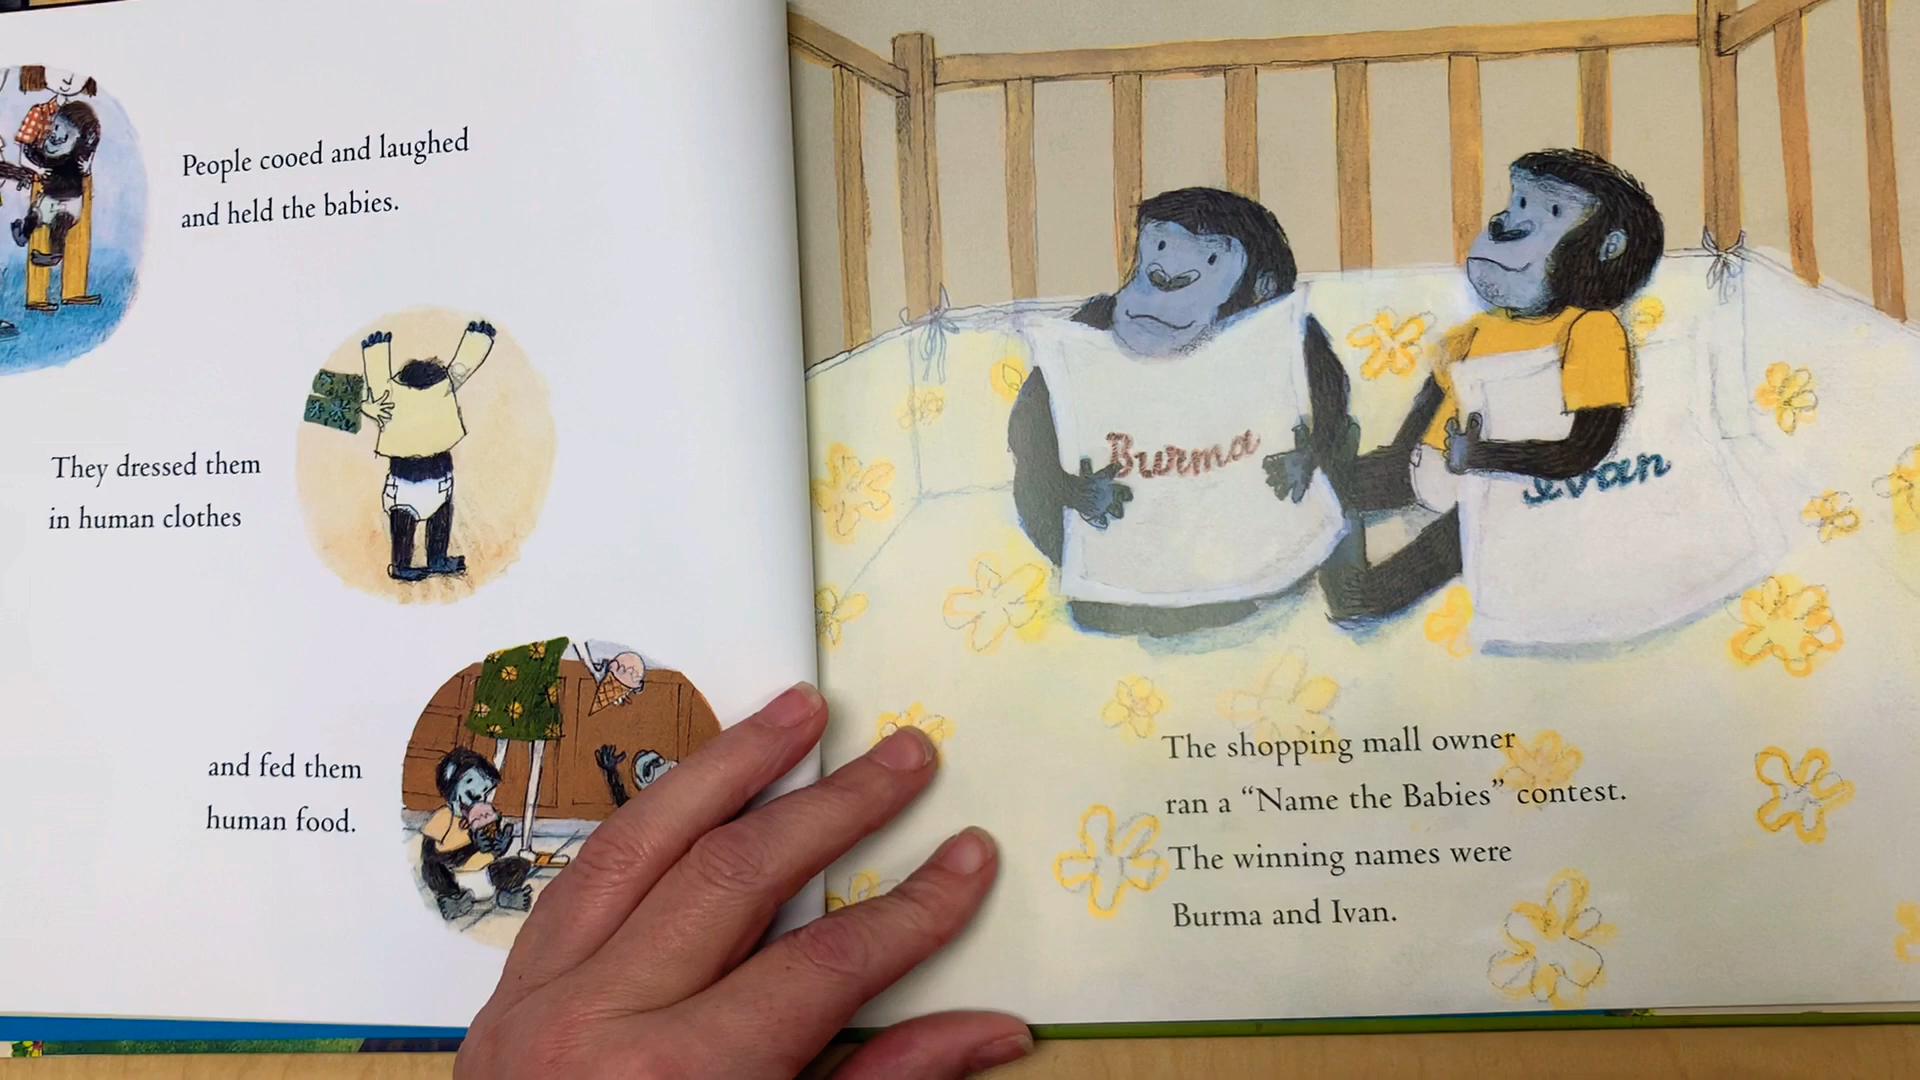 People cooed and laughed
and held the babies.
They dressed them
in human clothes
and fed them
human food.
Burma
Ivan
The shopping mall owner
ran a “Name the Babies” contest.
The winning names were
Burma and Ivan.